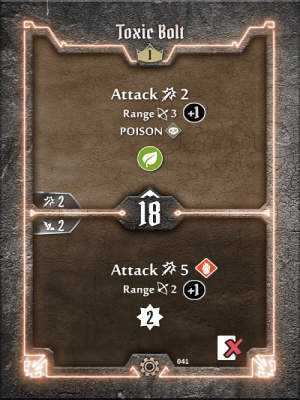 Toxic Bolt
1
Attack 2
Range 3 +1
POISON
2
2
18
Attack 5
Range 2 +1
2
041